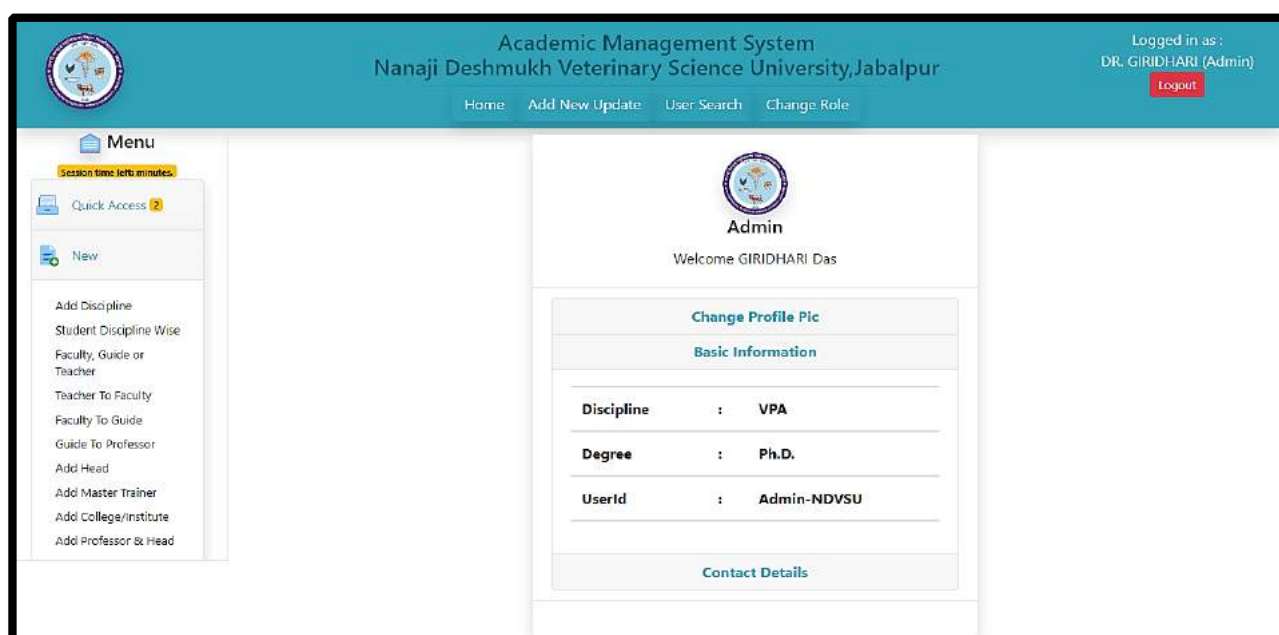 Academic Management System
Nanaji Deshmukh Veterinary Science University,Jabalpur
Home Add New Update User Search Change Role
Logged in as :
DR. GIRIDHARI (Admin)
Logout
Menu
Session time left: minutes.
Quick Access 2
New
Add Discipline
Student Discipline Wise
Faculty, Guide or
Teacher
Teacher To Faculty
Faculty To Guide
Guide To Professor
Add Head
Add Master Trainer
Add College/Institute
Add Professor & Head
Admin
Welcome GIRIDHARI Das
Change Profile Pic
Basic Information
Discipline : VPA
Degree : Ph.D.
UserId : Admin-NDVSU
Contact Details